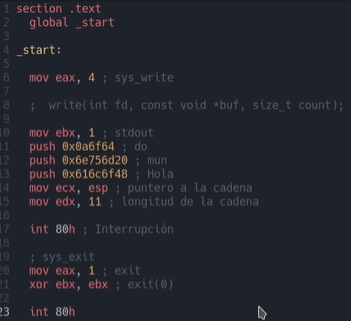 1 section .text
2 global _start
3
4 _start:
5
6 mov eax, 4 ; sys_write
7
8 ; write(int fd, const void *buf, size_t count);
9
10 mov ebx, 1 ; stdout
11 push 0x0a6f64 ; do
12 push 0x6e756d20 ; mun
13 push 0x616c6f48 ; Hola
14 mov ecx, esp ; puntero a la cadena
15 mov edx, 11 ; longitud de la cadena
16
17 int 80h ; Interrupción
18
19 ; sys_exit
20 mov eax, 1 ; exit
21 xor ebx, ebx ; exit(0)
22
23 int 80h